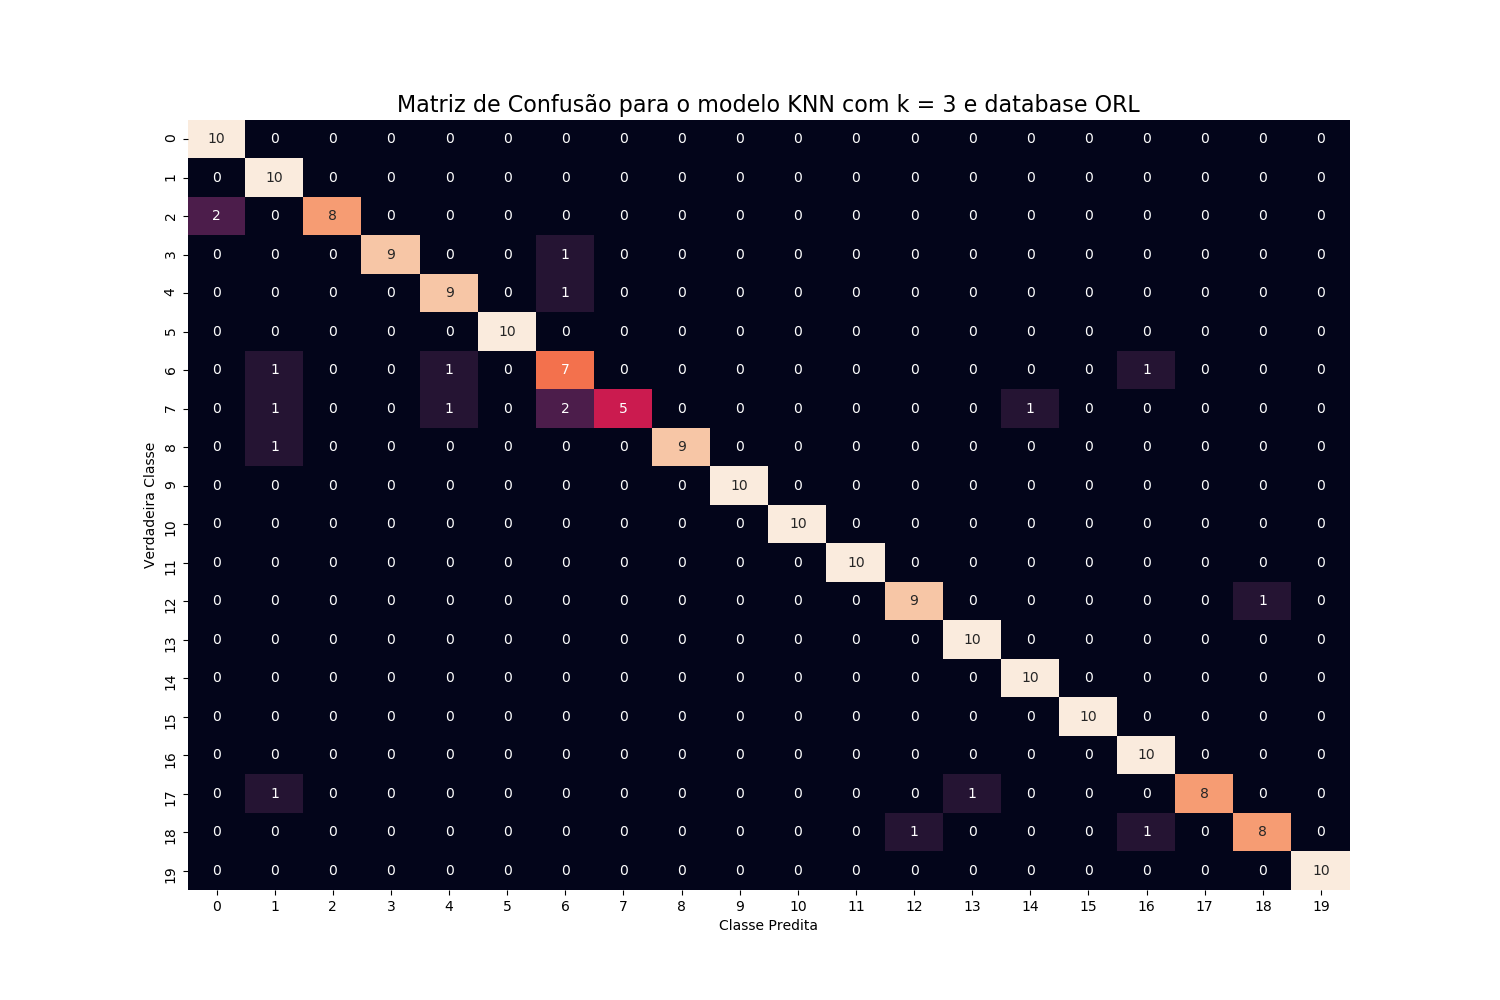 Matriz de Confusão para o modelo KNN com k = 3 e database ORL
0 10 0 0 0 0 0 0 0 0 0 0 0 0 0 0 0 0 0 0 0
1 0 10 0 0 0 0 0 0 0 0 0 0 0 0 0 0 0 0 0 0
2 2 0 8 0 0 0 0 0 0 0 0 0 0 0 0 0 0 0 0 0
3 0 0 0 9 0 0 1 0 0 0 0 0 0 0 0 0 0 0 0 0
4 0 0 0 0 9 0 1 0 0 0 0 0 0 0 0 0 0 0 0 0
5 0 0 0 0 0 10 0 0 0 0 0 0 0 0 0 0 0 0 0 0
6 0 1 0 0 1 0 7 0 0 0 0 0 0 0 0 0 1 0 0 0
7 0 1 0 0 1 0 2 5 0 0 0 0 0 0 1 0 0 0 0 0
8 0 1 0 0 0 0 0 0 9 0 0 0 0 0 0 0 0 0 0 0
9 0 0 0 0 0 0 0 0 0 10 0 0 0 0 0 0 0 0 0 0
10 0 0 0 0 0 0 0 0 0 0 10 0 0 0 0 0 0 0 0 0
11 0 0 0 0 0 0 0 0 0 0 0 10 0 0 0 0 0 0 0 0
12 0 0 0 0 0 0 0 0 0 0 0 0 9 0 0 0 0 0 1 0
13 0 0 0 0 0 0 0 0 0 0 0 0 0 10 0 0 0 0 0 0
14 0 0 0 0 0 0 0 0 0 0 0 0 0 0 10 0 0 0 0 0
15 0 0 0 0 0 0 0 0 0 0 0 0 0 0 0 10 0 0 0 0
16 0 0 0 0 0 0 0 0 0 0 0 0 0 0 0 0 10 0 0 0
17 0 1 0 0 0 0 0 0 0 0 0 0 0 1 0 0 0 8 0 0
18 0 0 0 0 0 0 0 0 0 0 0 0 1 0 0 0 1 0 8 0
19 0 0 0 0 0 0 0 0 0 0 0 0 0 0 0 0 0 0 0 10
0 1 2 3 4 5 6 7 8 9 10 11 12 13 14 15 16 17 18 19
Classe Predita
Verdadeira Classe